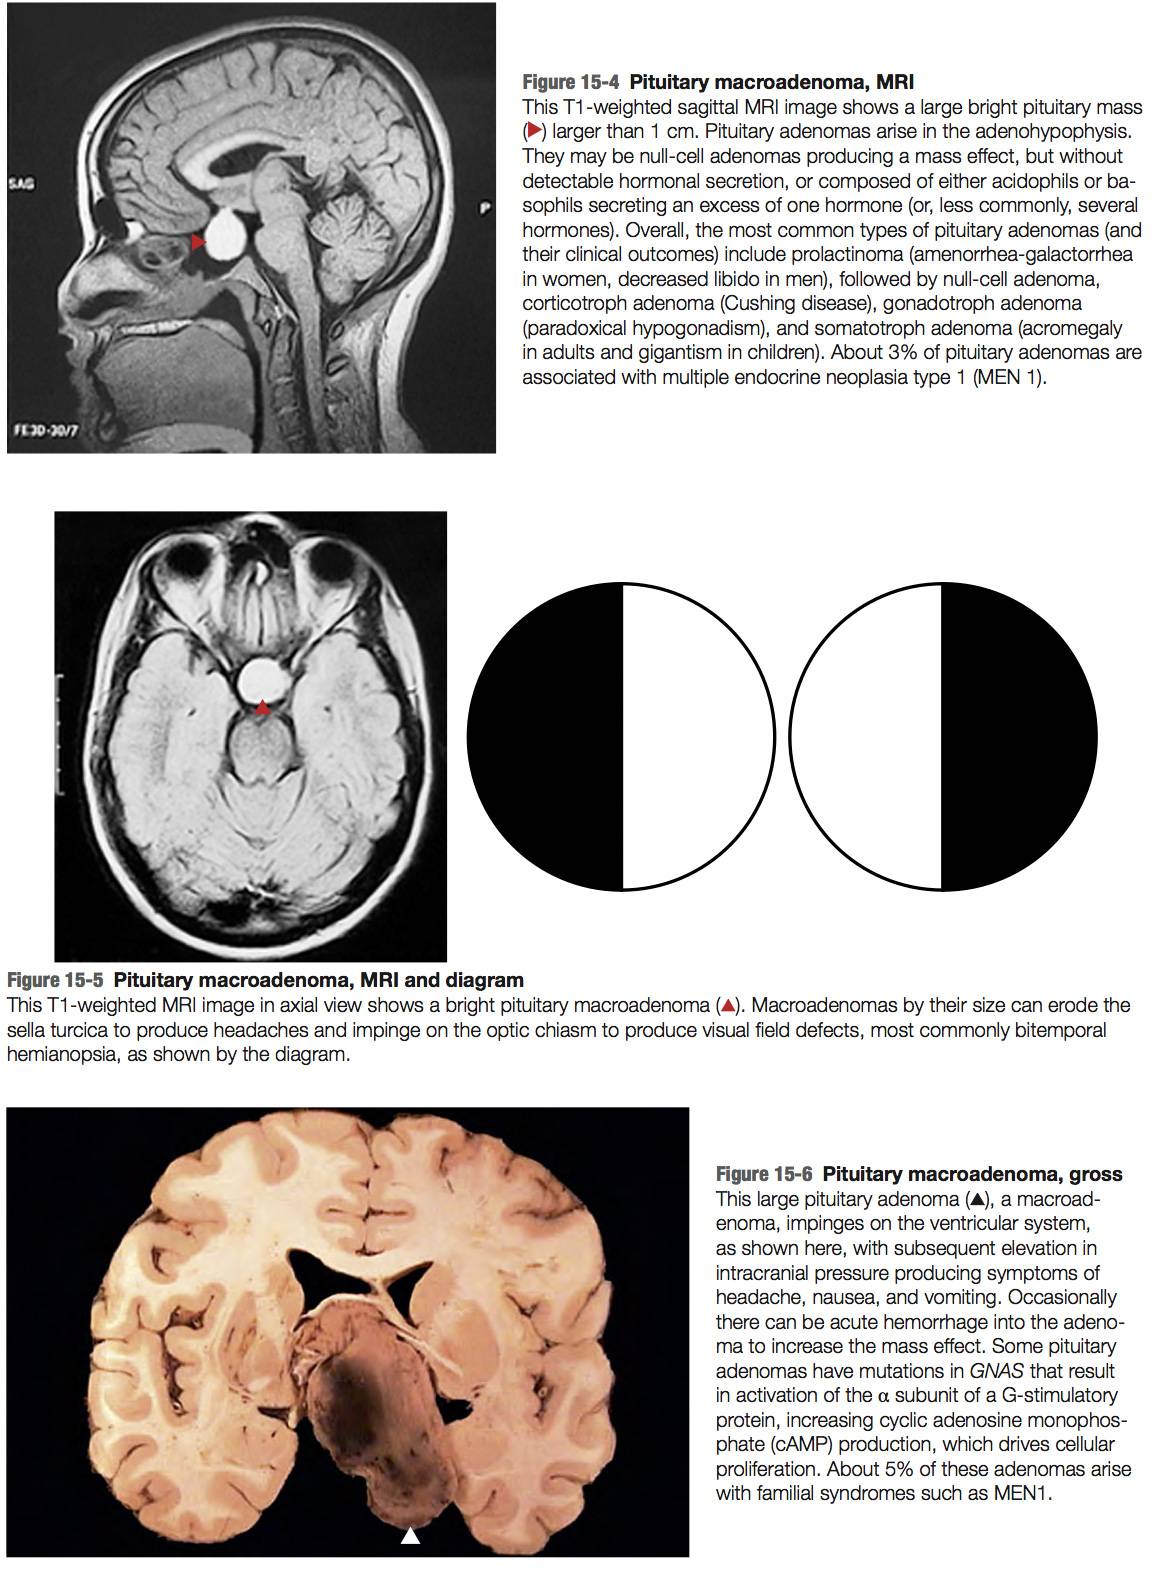 SAG
P
FE3D-30/7
Figure 15-4 Pituitary macroadenoma, MRI
This T1-weighted sagittal MRI image shows a large bright pituitary mass
(▶) larger than 1 cm. Pituitary adenomas arise in the adenohypophysis.
They may be null-cell adenomas producing a mass effect, but without
detectable hormonal secretion, or composed of either acidophils or ba-
sophils secreting an excess of one hormone (or, less commonly, several
hormones). Overall, the most common types of pituitary adenomas (and
their clinical outcomes) include prolactinoma (amenorrhea-galactorrhea
in women, decreased libido in men), followed by null-cell adenoma,
corticotroph adenoma (Cushing disease), gonadotroph adenoma
(paradoxical hypogonadism), and somatotroph adenoma (acromegaly
in adults and gigantism in children). About 3% of pituitary adenomas are
associated with multiple endocrine neoplasia type 1 (MEN 1).
Figure 15-5 Pituitary macroadenoma, MRI and diagram
This T1-weighted MRI image in axial view shows a bright pituitary macroadenoma (▲). Macroadenomas by their size can erode the
sella turcica to produce headaches and impinge on the optic chiasm to produce visual field defects, most commonly bitemporal
hemianopsia, as shown by the diagram.
Figure 15-6 Pituitary macroadenoma, gross
This large pituitary adenoma (▲), a macroad-
enoma, impinges on the ventricular system,
as shown here, with subsequent elevation in
intracranial pressure producing symptoms of
headache, nausea, and vomiting. Occasionally
there can be acute hemorrhage into the adeno-
ma to increase the mass effect. Some pituitary
adenomas have mutations in GNAS that result
in activation of the α subunit of a G-stimulatory
protein, increasing cyclic adenosine monophos-
phate (cAMP) production, which drives cellular
proliferation. About 5% of these adenomas arise
with familial syndromes such as MEN1.